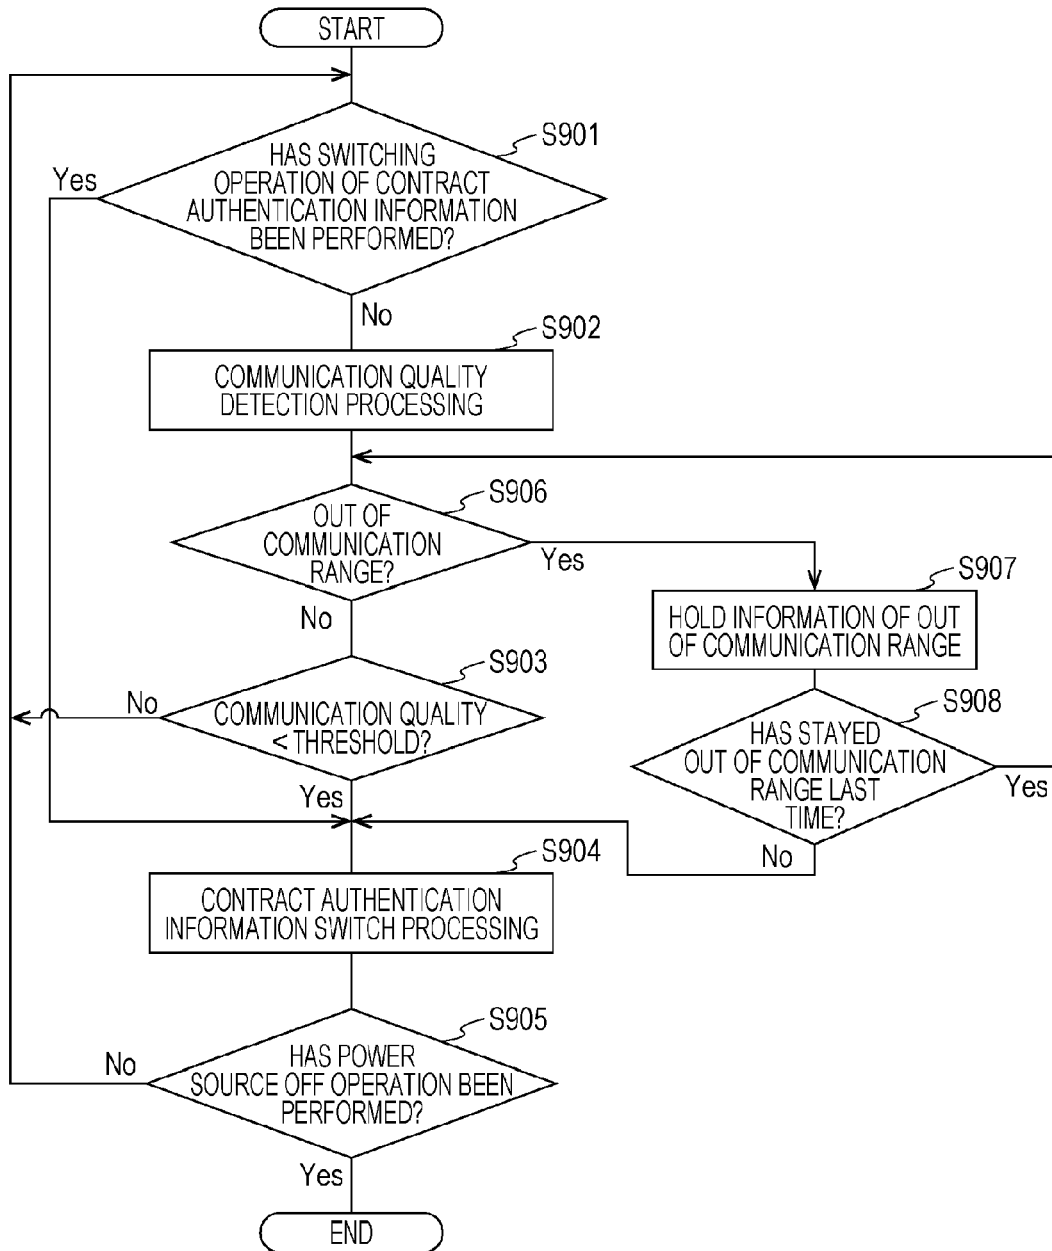 START
S901
HAS SWITCHING
OPERATION OF CONTRACT
AUTHENTICATION INFORMATION
BEEN PERFORMED?
Yes
No
S902
COMMUNICATION QUALITY
DETECTION PROCESSING
S906
OUT OF
COMMUNICATION
RANGE?
Yes
No
S907
HOLD INFORMATION OF OUT
OF COMMUNICATION RANGE
S903
COMMUNICATION QUALITY
< THRESHOLD?
No
Yes
S908
HAS STAYED
OUT OF COMMUNICATION
RANGE LAST
TIME?
Yes
No
S904
CONTRACT AUTHENTICATION
INFORMATION SWITCH PROCESSING
S905
HAS POWER
SOURCE OFF OPERATION BEEN
PERFORMED?
No
Yes
END